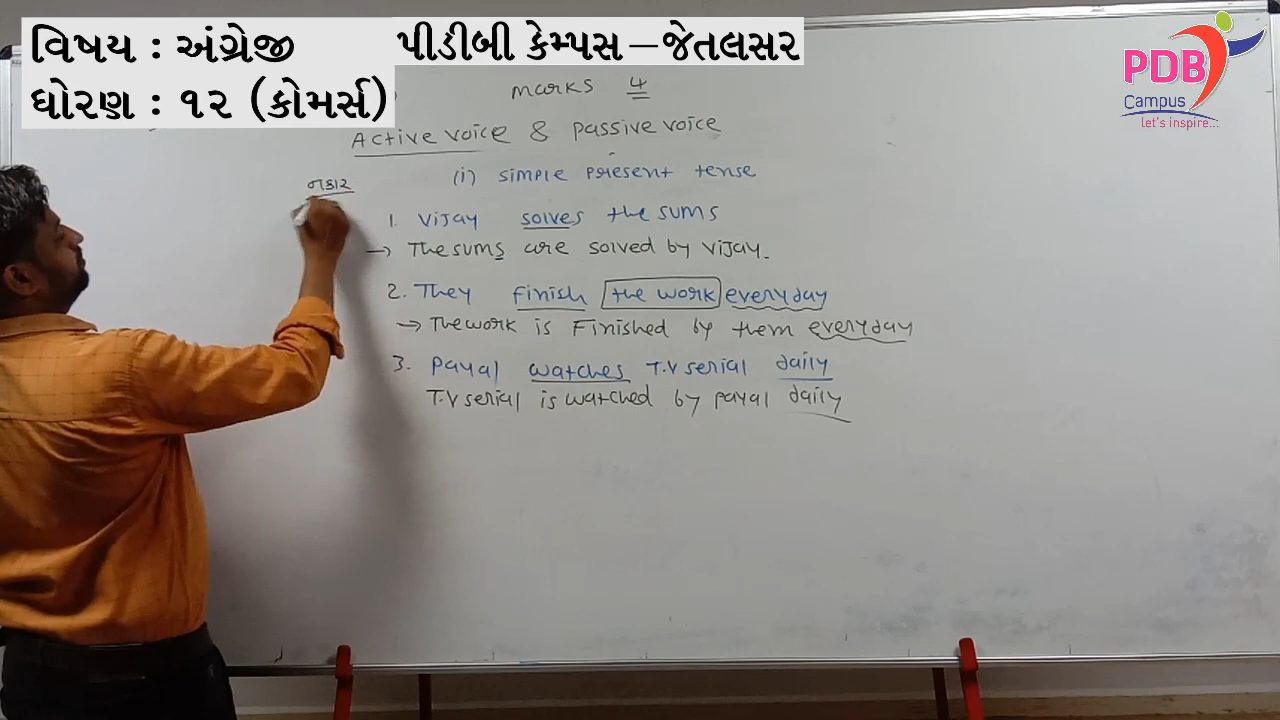 વિષય : અંગ્રેજી
પીડીબી કેમ્પસ – જેતલસર
ધોરણ : ૧૨ (કોમર્સ)
PDB
Campus
Let's inspire...
marks 4
Active voice & passive voice
(i) simple present tense
નકાર
1. Vijay solves the sums
→ The sums are solved by Vijay.
2. They finish the work everyday
→ The work is Finished by them everyday
3. Payal watches T.V serial daily
T.V serial is watched by payal daily